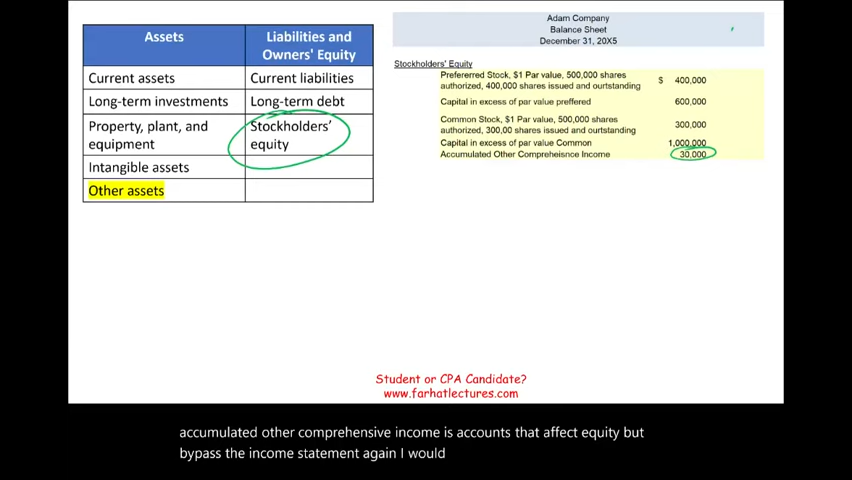 Assets
Liabilities and
Owners' Equity
Current assets
Current liabilities
Long-term investments
Long-term debt
Property, plant, and
equipment
Stockholders'
equity
Intangible assets
Other assets
Adam Company
Balance Sheet
December 31, 20X5
Stockholders' Equity
Prefererred Stock, $1 Par value, 500,000 shares
authorized, 400,000 shares issued and ourtstanding $ 400,000
Capital in excess of par value preffered 600,000
Common Stock, $1 Par value, 500,000 shares
authorized, 300,00 shares issued and ourtstanding 300,000
Capital in excess of par value Common 1,000,000
Accumulated Other Compreheisnce Income 30,000
Student or CPA Candidate?
www.farhatlectures.com
accumulated other comprehensive income is accounts that affect equity but
bypass the income statement again I would